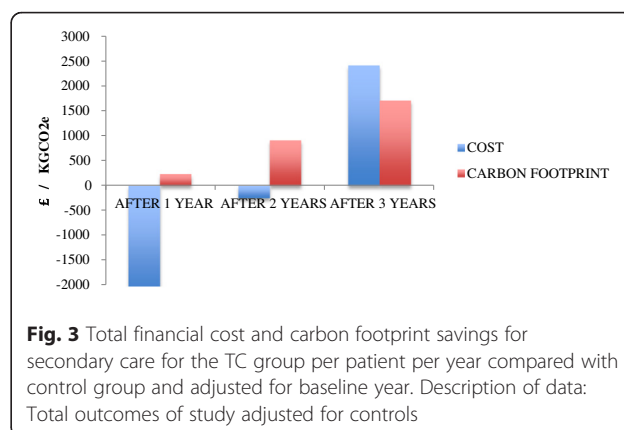 3000
2500
2000
1500
1000
500
0
-500
-1000
-1500
-2000
£ / KGCO2e
AFTER 1 YEAR AFTER 2 YEARS AFTER 3 YEARS
COST
CARBON FOOTPRINT
Fig. 3 Total financial cost and carbon footprint savings for
secondary care for the TC group per patient per year compared with
control group and adjusted for baseline year. Description of data:
Total outcomes of study adjusted for controls